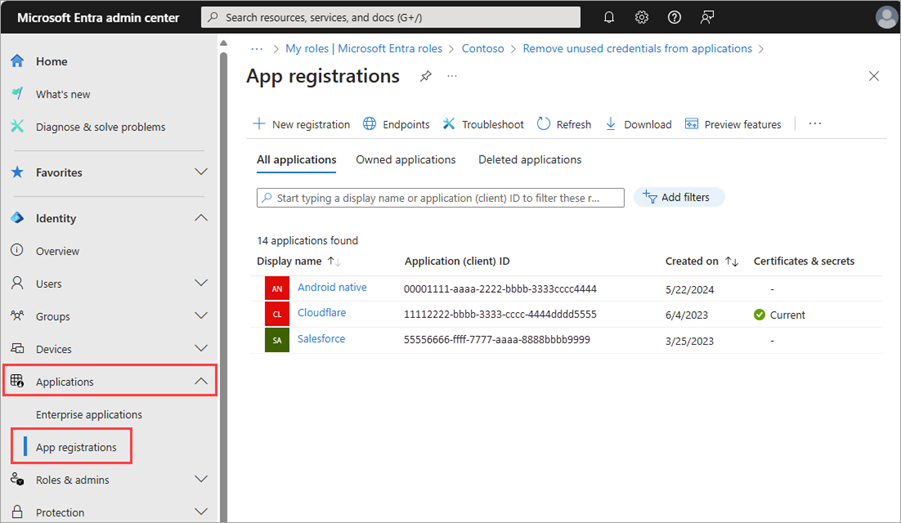 Microsoft Entra admin center
Search resources, services, and docs (G+/)
Home
What's new
Diagnose & solve problems
Favorites
Identity
Overview
Users
Groups
Devices
Applications
Enterprise applications
App registrations
Roles & admins
Protection
... > My roles | Microsoft Entra roles > Contoso > Remove unused credentials from applications >
App registrations ...
New registration Endpoints Troubleshoot Refresh Download Preview features ...
All applications Owned applications Deleted applications
Start typing a display name or application (client) ID to filter these r... Add filters
14 applications found
Display name Application (client) ID Created on Certificates & secrets
AN Android native 00001111-aaaa-2222-bbbb-3333cccc4444 5/22/2024 -
CL Cloudflare 11112222-bbbb-3333-cccc-4444dddd5555 6/4/2023 Current
SA Salesforce 55556666-ffff-7777-aaaa-8888bbbb9999 3/25/2023 -